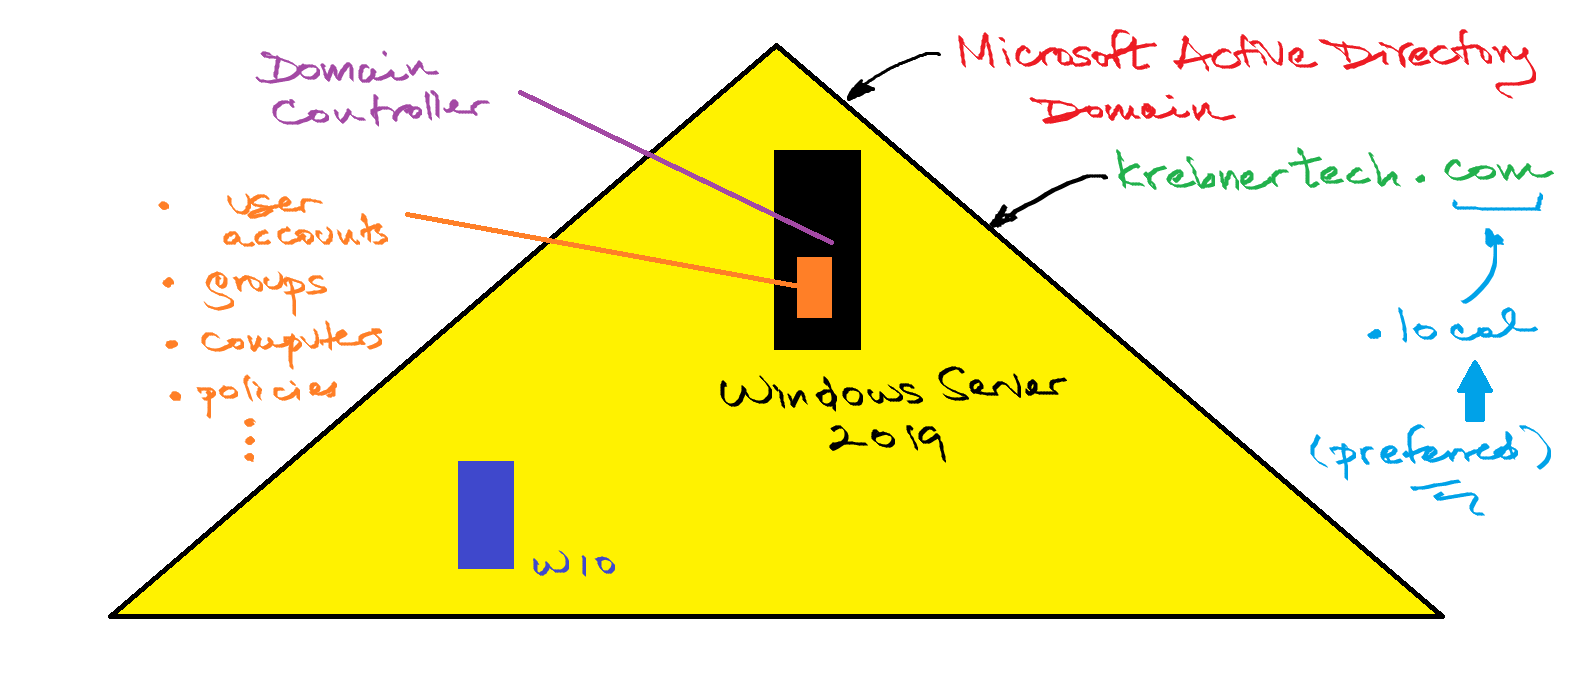 Domain
Controller
Microsoft Active Directory
Domain
krebnertech.com
• user
accounts
• groups
• computers
• policies
.local
(preferred)
Windows Server
2019
W10